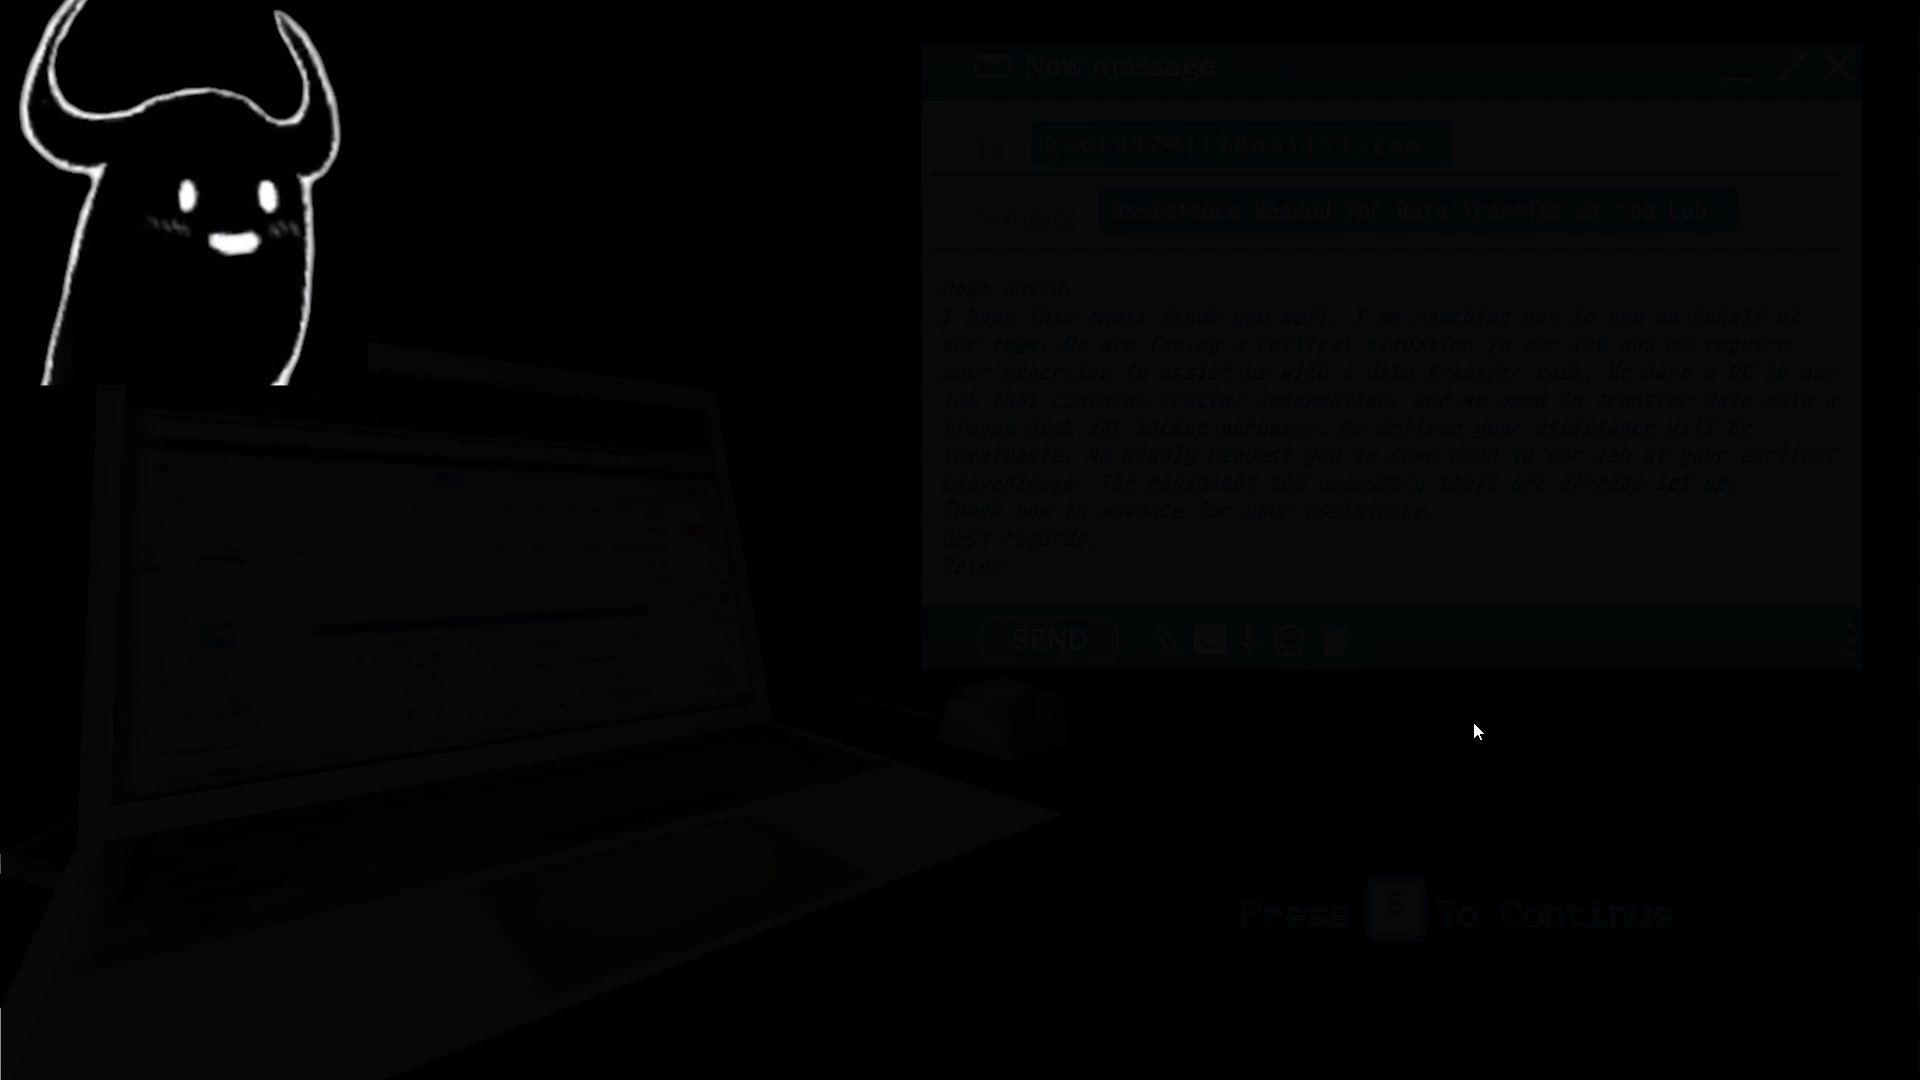 New message
To
Subject
Assistance Needed for Data Transfer at the Lab
Dear David,
I hope this email finds you well. I am reaching out to you on behalf of
our team. We are facing a critical situation in our lab and we require
your expertise to assist us with a data transfer task. We have a PC in our
lab that contains crucial information, and we need to transfer data onto a
floppy disk for backup purposes. We believe your assistance will be
invaluable. We kindly request you to come down to our lab at your earliest
convenience. The equipment and necessary tools are already set up.
Thank you in advance for your assistance.
Best regards,
Peter.
SEND
Press E To Continue